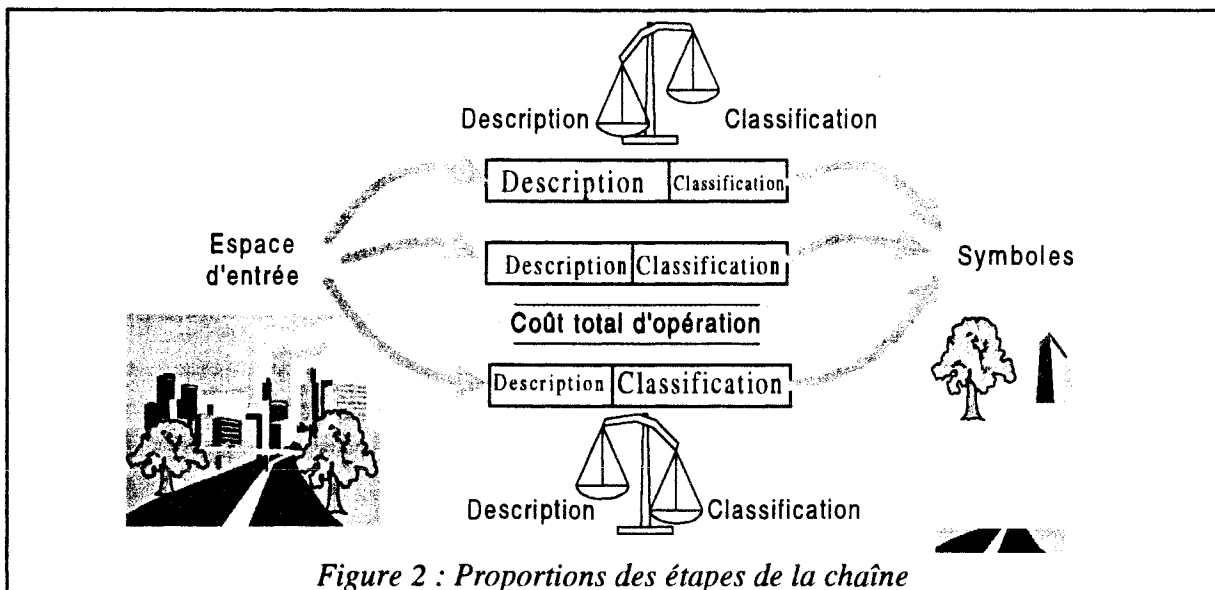 Description Classification
Description Classification
Espace
d'entrée
Description Classification
Symboles
Coût total d'opération
Description Classification
Description Classification
Figure 2 : Proportions des étapes de la chaîne